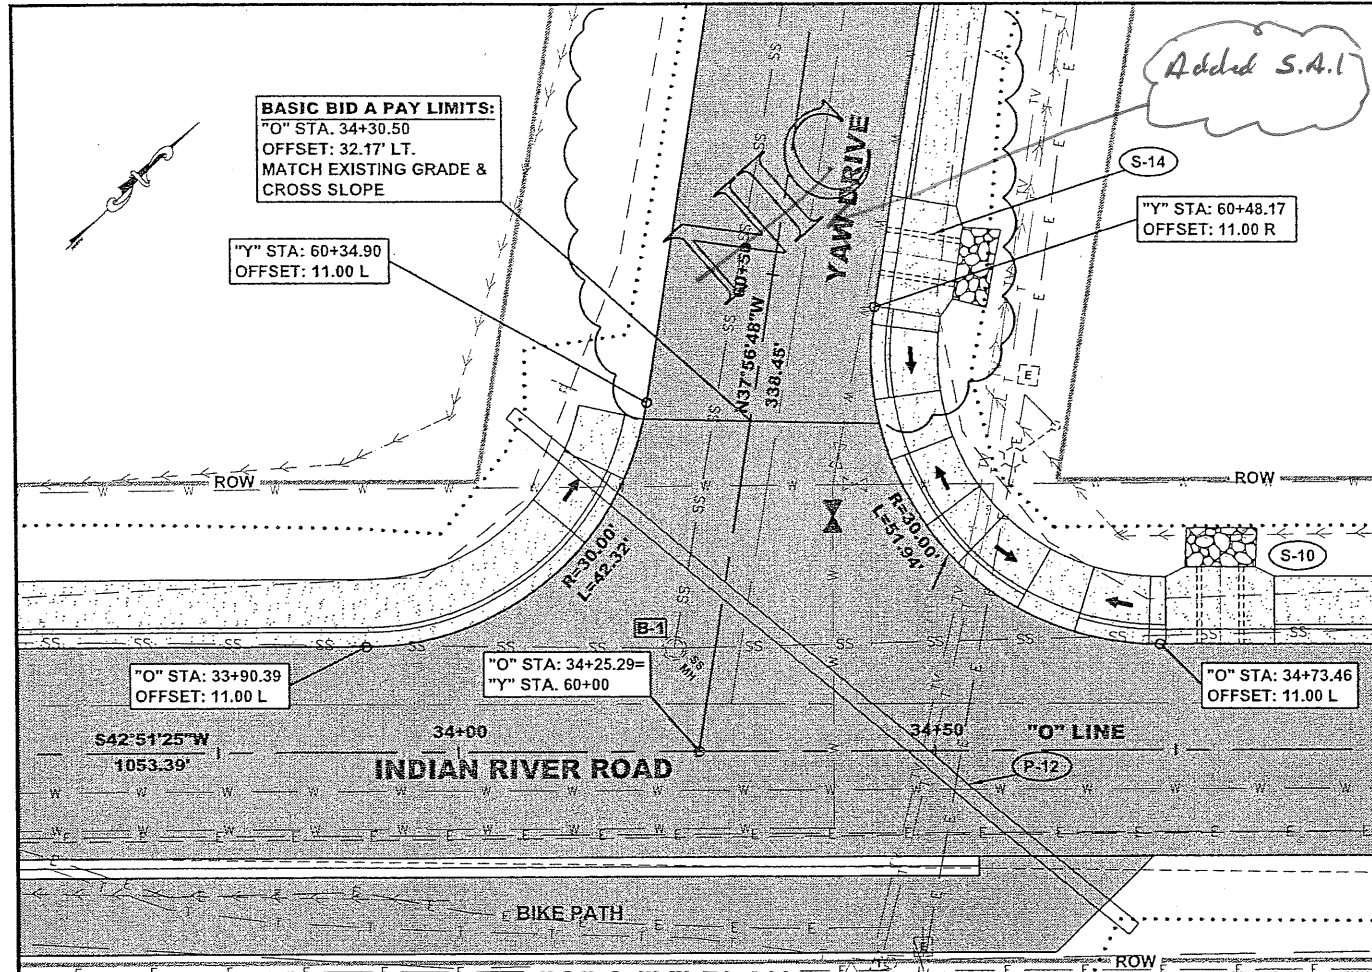 Added S.A.1
BASIC BID A PAY LIMITS:
"O" STA. 34+30.50
OFFSET: 32.17' LT.
MATCH EXISTING GRADE &
CROSS SLOPE
S-14
"Y" STA: 60+48.17
OFFSET: 11.00 R
"Y" STA: 60+34.90
OFFSET: 11.00 L
NIC
YAW DRIVE
60+50
N37°56'48"W
338.45'
ROW
ROW
R=30.00'
L=42.32'
R=30.00'
L=51.94'
S-10
B-1
SS
MH
"O" STA: 33+90.39
OFFSET: 11.00 L
"O" STA: 34+25.29=
"Y" STA. 60+00
"O" STA: 34+73.46
OFFSET: 11.00 L
S42°51'25"W
1053.39'
34+00
34+50
"O" LINE
INDIAN RIVER ROAD
P-12
BIKE PATH
ROW